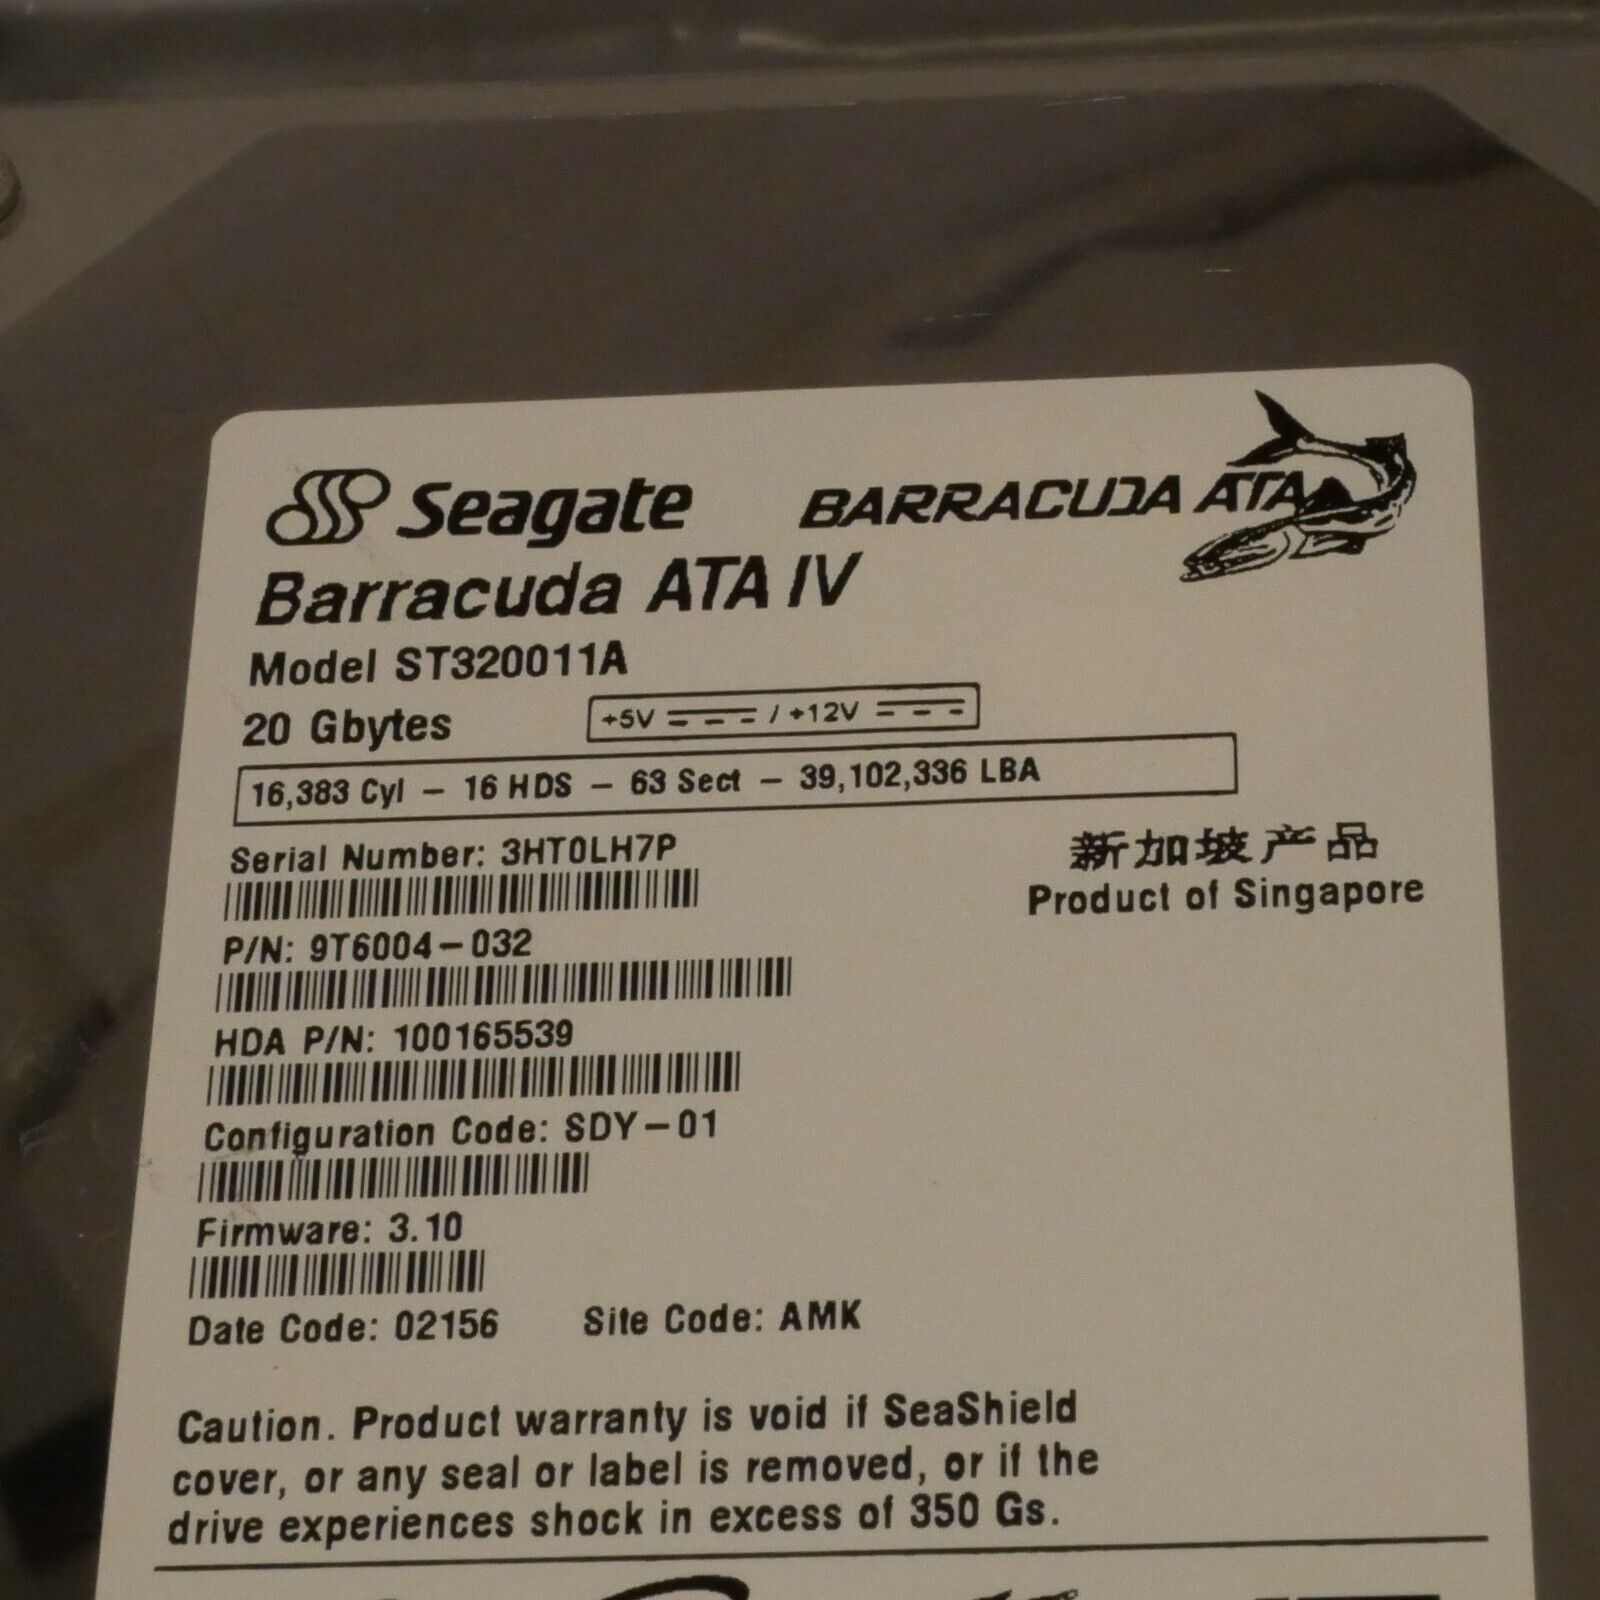 Seagate BARRACUDA ATA
Barracuda ATA IV
Model ST320011A
20 Gbytes +5V / +12V
16,383 Cyl – 16 HDS – 63 Sect – 39,102,336 LBA
Serial Number: 3HT0LH7P
新加坡产品
Product of Singapore
P/N: 9T6004–032
HDA P/N: 100165539
Configuration Code: SDY–01
Firmware: 3.10
Date Code: 02156 Site Code: AMK
Caution. Product warranty is void if SeaShield
cover, or any seal or label is removed, or if the
drive experiences shock in excess of 350 Gs.